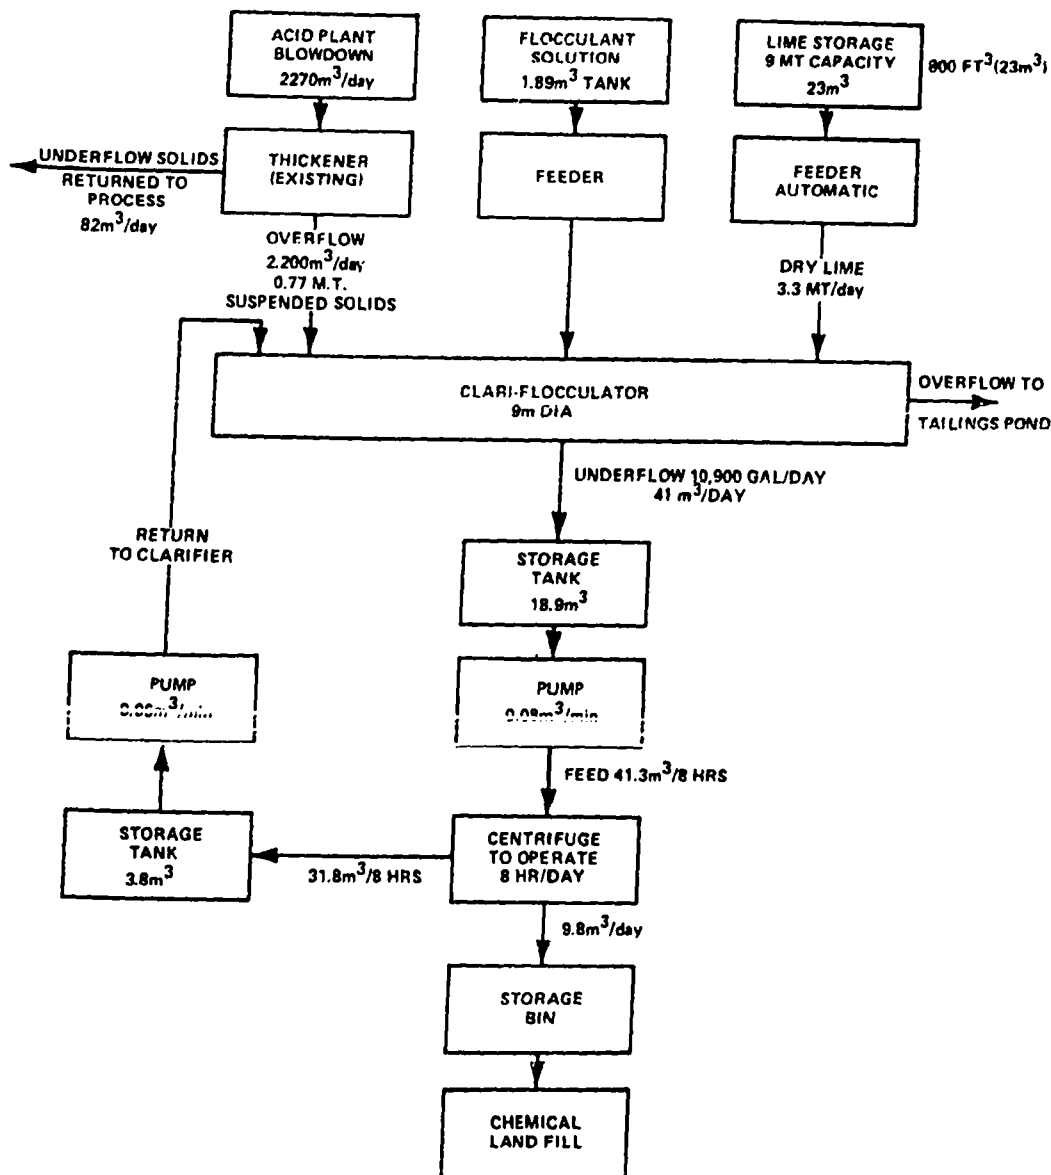 ACID PLANT
BLOWDOWN
2270m³/day
FLOCCULANT
SOLUTION
1.89m³ TANK
LIME STORAGE
9 MT CAPACITY
23m³
800 FT³(23m³)
UNDERFLOW SOLIDS
RETURNED TO
PROCESS
82m³/day
THICKENER
(EXISTING)
FEEDER
FEEDER
AUTOMATIC
OVERFLOW
2.200m³/day
0.77 M.T.
SUSPENDED SOLIDS
DRY LIME
3.3 MT/day
CLARI-FLOCCULATOR
9m DIA
OVERFLOW TO
TAILINGS POND
UNDERFLOW 10,900 GAL/DAY
41 m³/DAY
RETURN
TO CLARIFIER
STORAGE
TANK
18.9m³
PUMP
PUMP
0.08m³/min
FEED 41.3m³/8 HRS
STORAGE
TANK
3.8m³
31.8m³/8 HRS
CENTRIFUGE
TO OPERATE
8 HR/DAY
9.8m³/day
STORAGE
BIN
CHEMICAL
LAND FILL